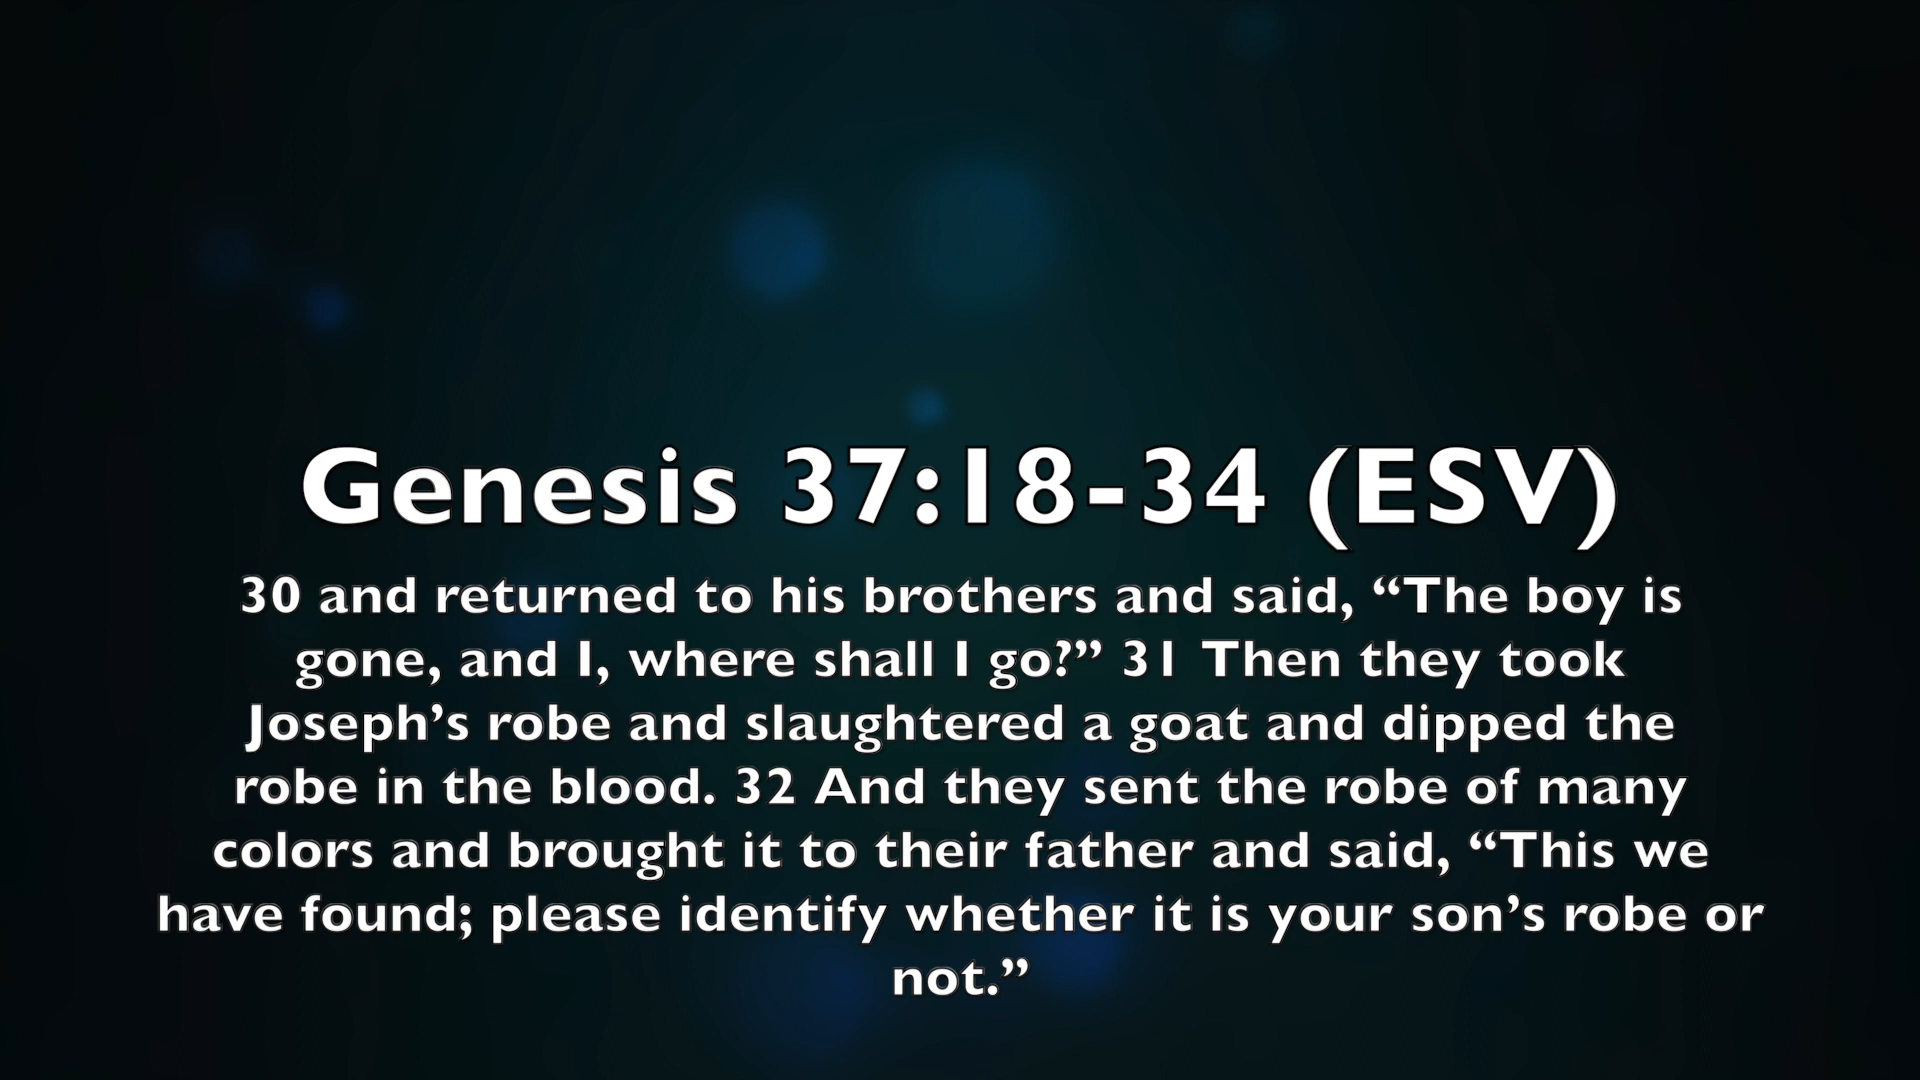 Genesis 37:18-34 (ESV)
30 and returned to his brothers and said, “The boy is
gone, and I, where shall I go?” 31 Then they took
Joseph’s robe and slaughtered a goat and dipped the
robe in the blood. 32 And they sent the robe of many
colors and brought it to their father and said, “This we
have found; please identify whether it is your son’s robe or
not.”